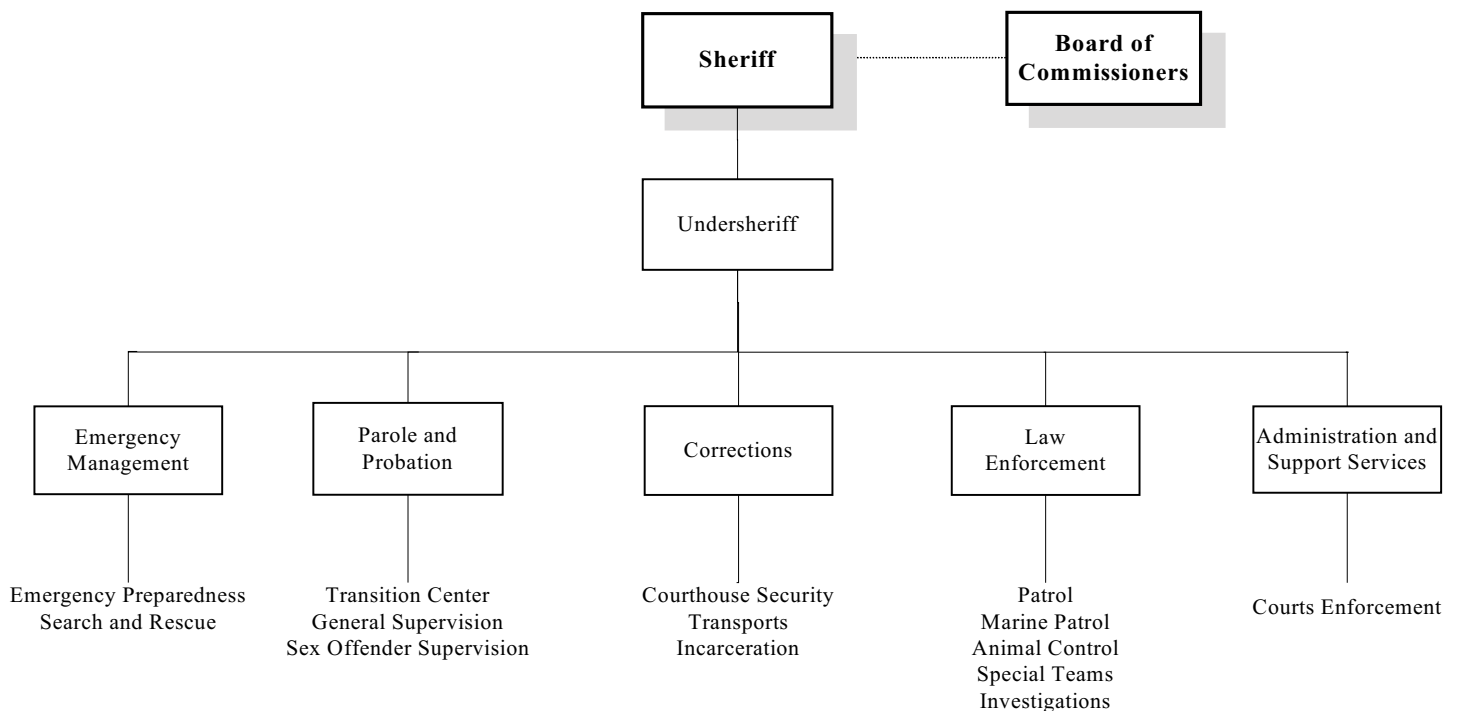 Sheriff
Board of
Commissioners
Undersheriff
Emergency
Management
Parole and
Probation
Corrections
Law
Enforcement
Administration and
Support Services
Emergency Preparedness
Search and Rescue
Transition Center
General Supervision
Sex Offender Supervision
Courthouse Security
Transports
Incarceration
Patrol
Marine Patrol
Animal Control
Special Teams
Investigations
Courts Enforcement